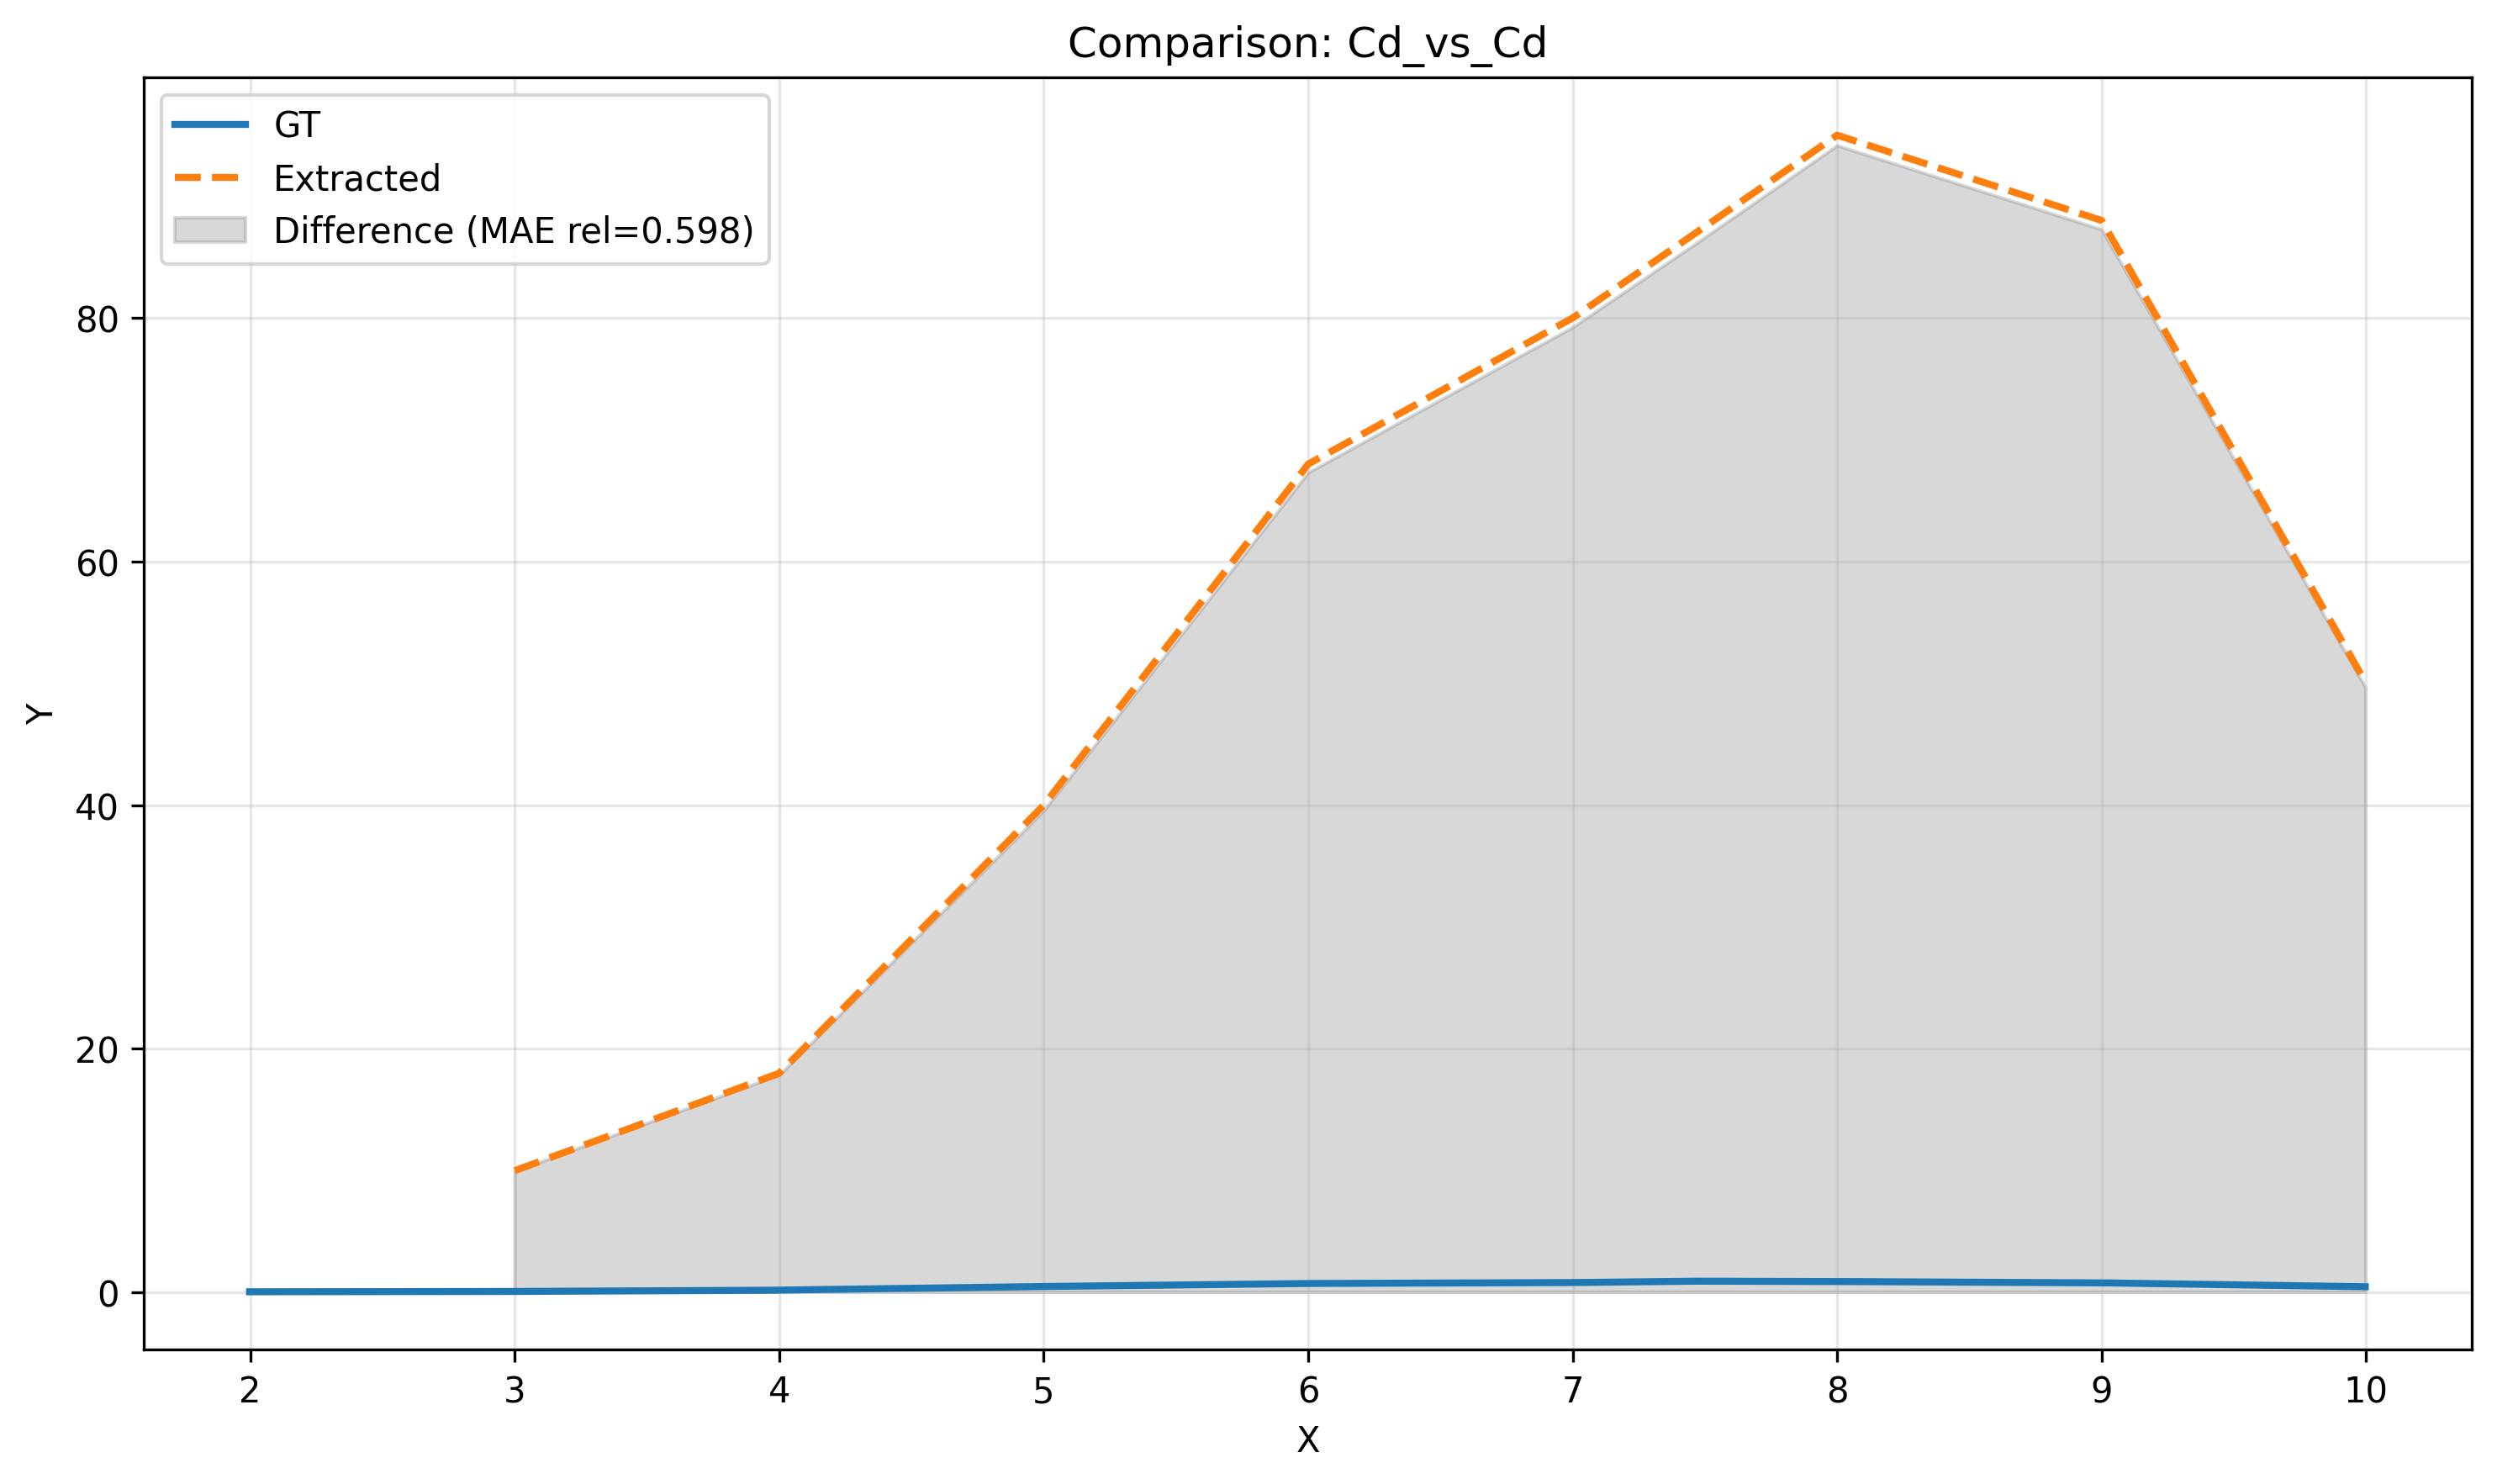 Comparison: Cd_vs_Cd
GT
Extracted
Difference (MAE rel=0.598)
Y
80
60
40
20
0
2 3 4 5 6 7 8 9 10
X